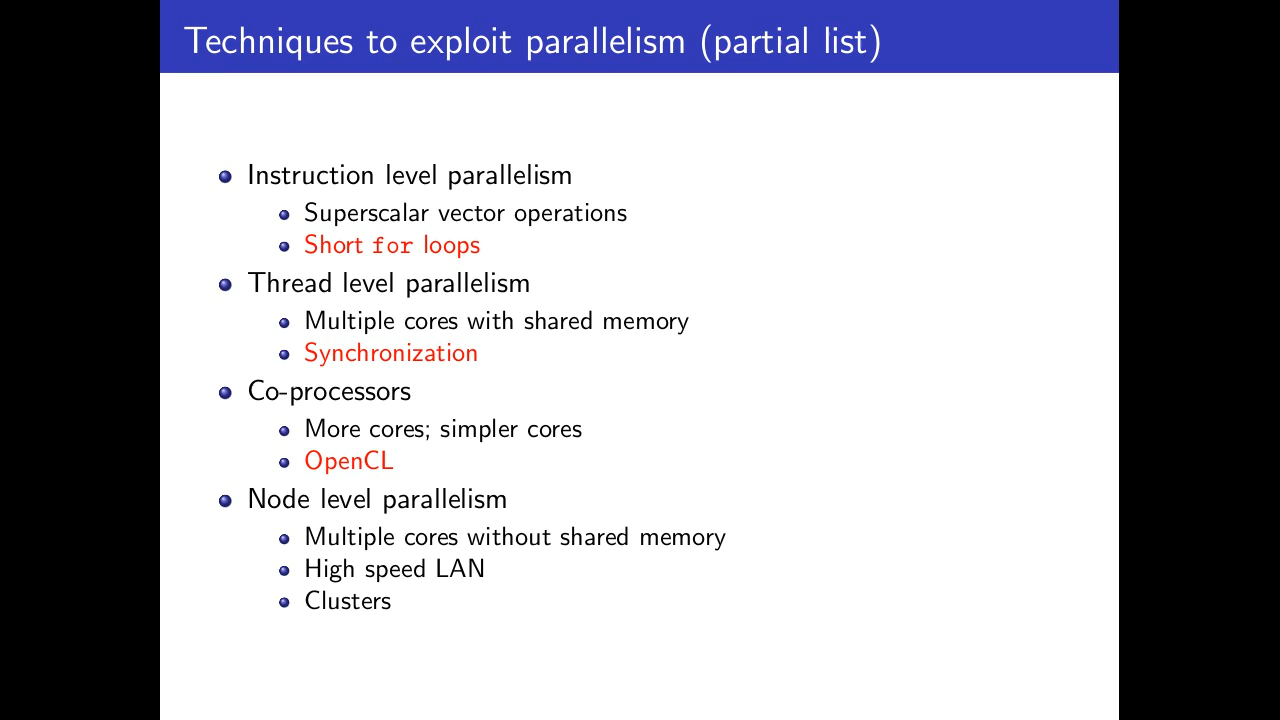 Techniques to exploit parallelism (partial list)
Instruction level parallelism
Superscalar vector operations
Short for loops
Thread level parallelism
Multiple cores with shared memory
Synchronization
Co-processors
More cores; simpler cores
OpenCL
Node level parallelism
Multiple cores without shared memory
High speed LAN
Clusters